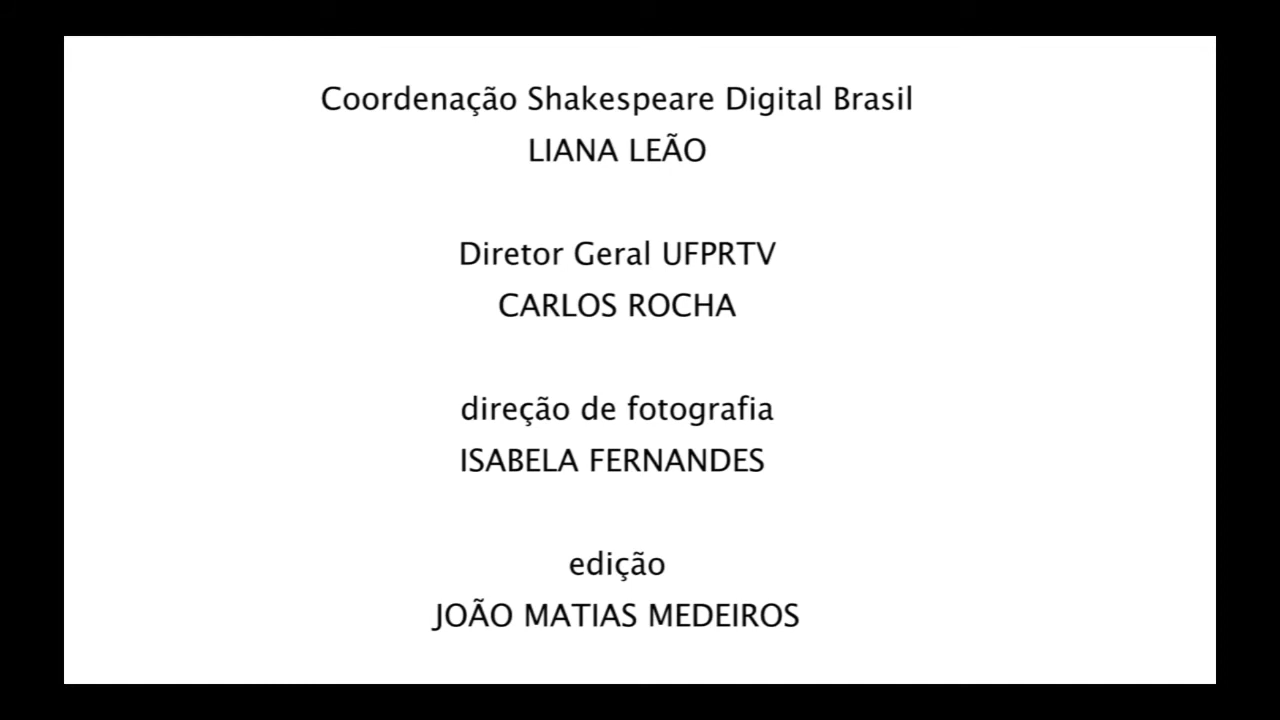 Coordenação Shakespeare Digital Brasil
LIANA LEÃO
Diretor Geral UFPRTV
CARLOS ROCHA
direção de fotografia
ISABELA FERNANDES
edição
JOÃO MATIAS MEDEIROS